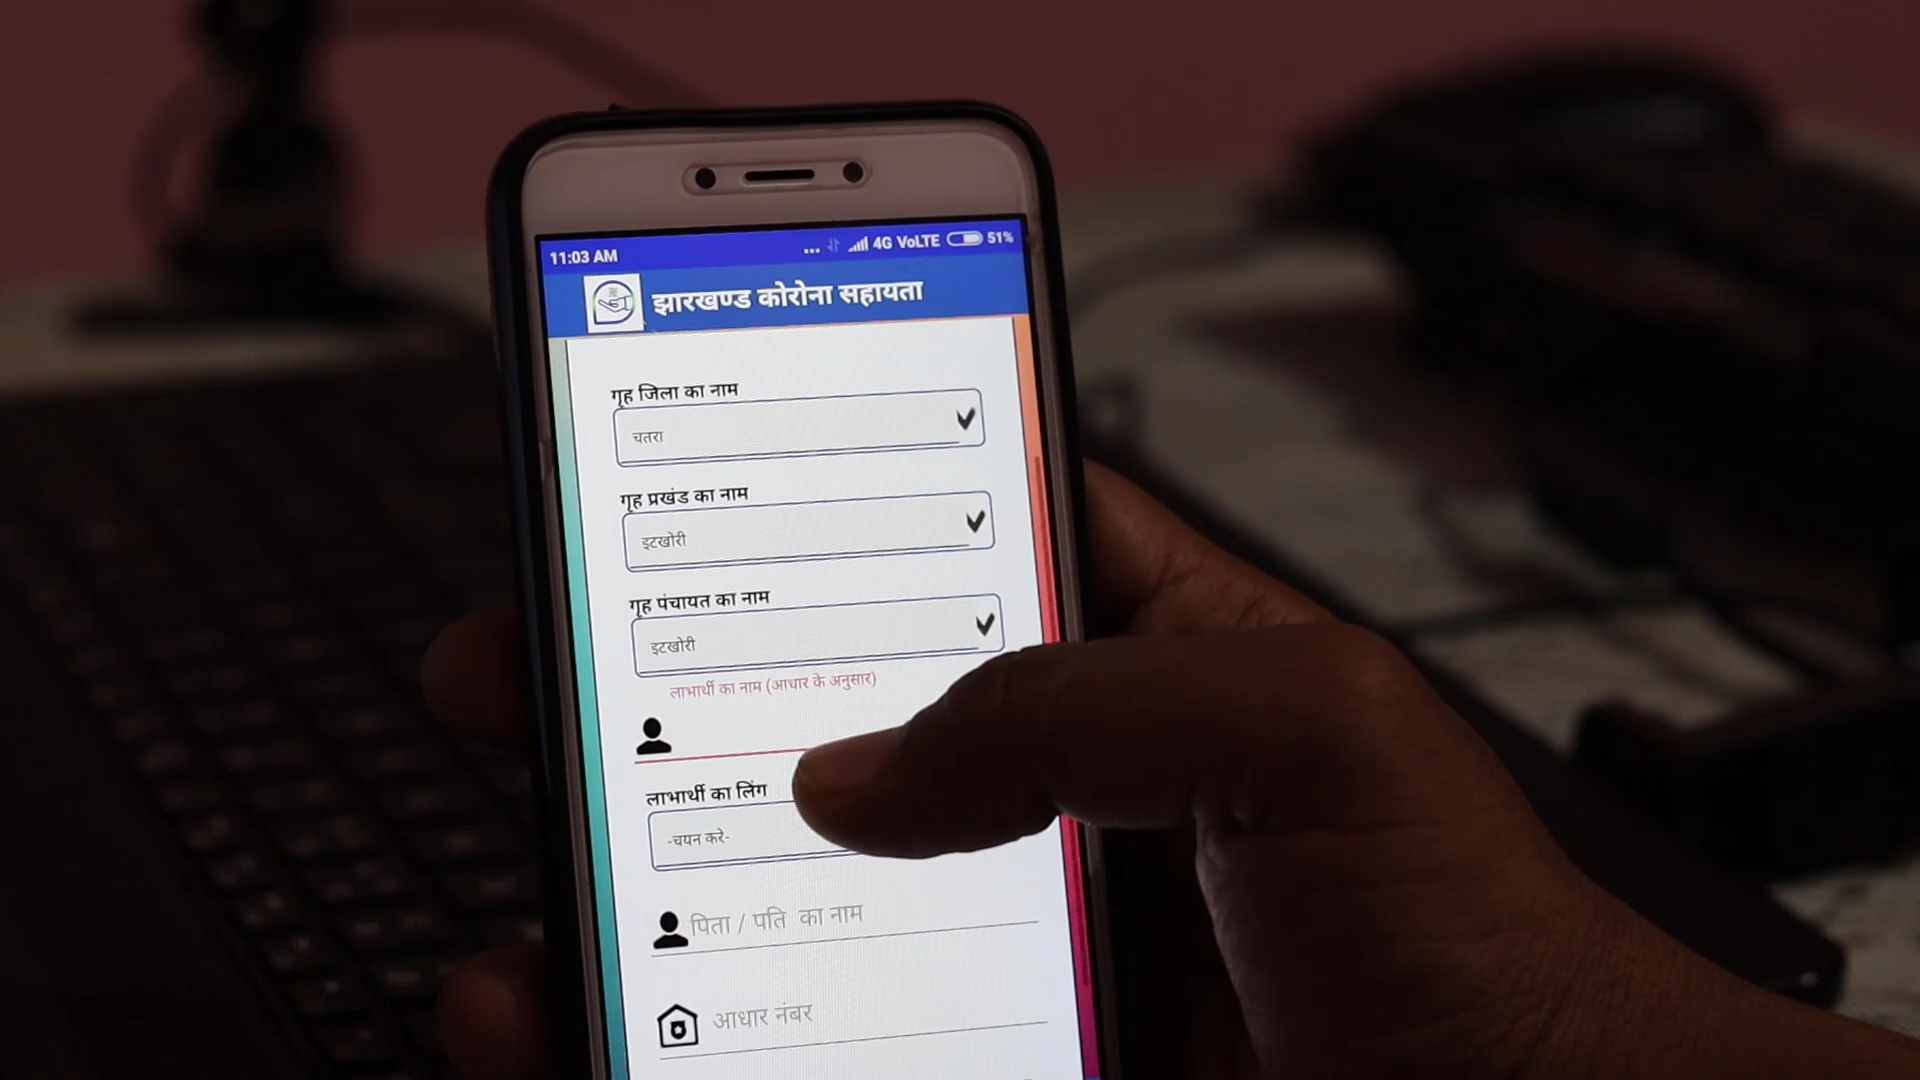 11:03 AM ... 4G VoLTE 51%
झारखण्ड कोरोना सहायता
गृह जिला का नाम
चतरा
गृह प्रखंड का नाम
इटखोरी
गृह पंचायत का नाम
इटखोरी
लाभार्थी का नाम (आधार के अनुसार)
लाभार्थी का लिंग
-चयन करे-
पिता / पति का नाम
आधार नंबर